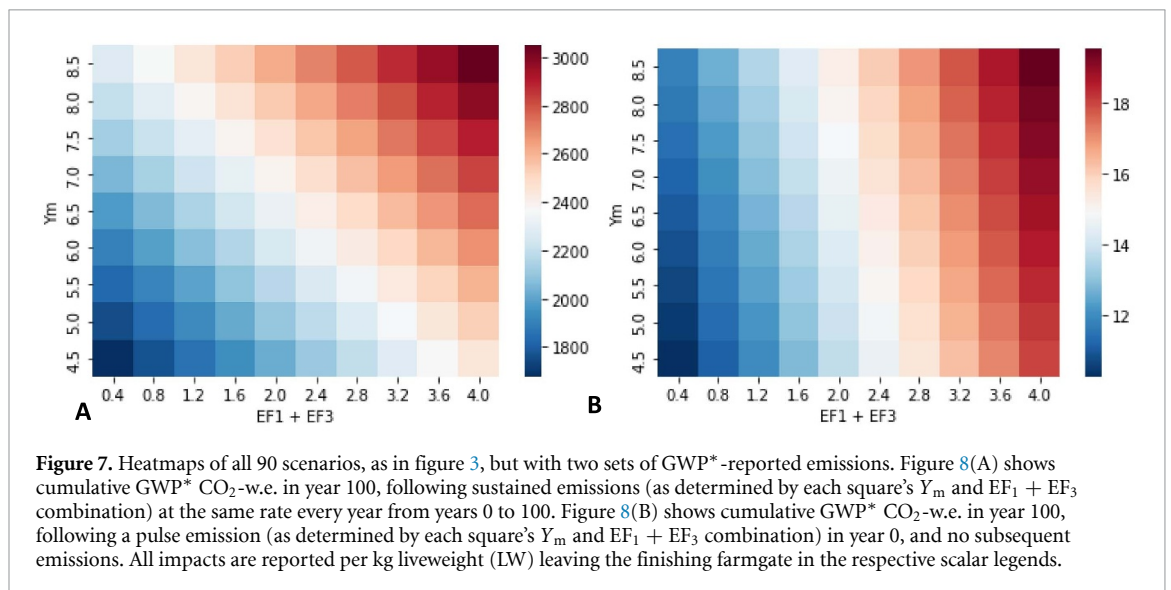 8.5
8.0
7.5
7.0
6.5
6.0
5.5
5.0
4.5
Ym
0.4 0.8 1.2 1.6 2.0 2.4 2.8 3.2 3.6 4.0
EF1 + EF3
A
3000
2800
2600
2400
2200
2000
1800
8.5
8.0
7.5
7.0
6.5
6.0
5.5
5.0
4.5
Ym
0.4 0.8 1.2 1.6 2.0 2.4 2.8 3.2 3.6 4.0
EF1 + EF3
B
18
16
14
12
Figure 7. Heatmaps of all 90 scenarios, as in figure 3, but with two sets of GWP*-reported emissions. Figure 8(A) shows
cumulative GWP* CO₂-w.e. in year 100, following sustained emissions (as determined by each square's Yₘ and EF₁ + EF₃
combination) at the same rate every year from years 0 to 100. Figure 8(B) shows cumulative GWP* CO₂-w.e. in year 100,
following a pulse emission (as determined by each square's Yₘ and EF₁ + EF₃ combination) in year 0, and no subsequent
emissions. All impacts are reported per kg liveweight (LW) leaving the finishing farmgate in the respective scalar legends.